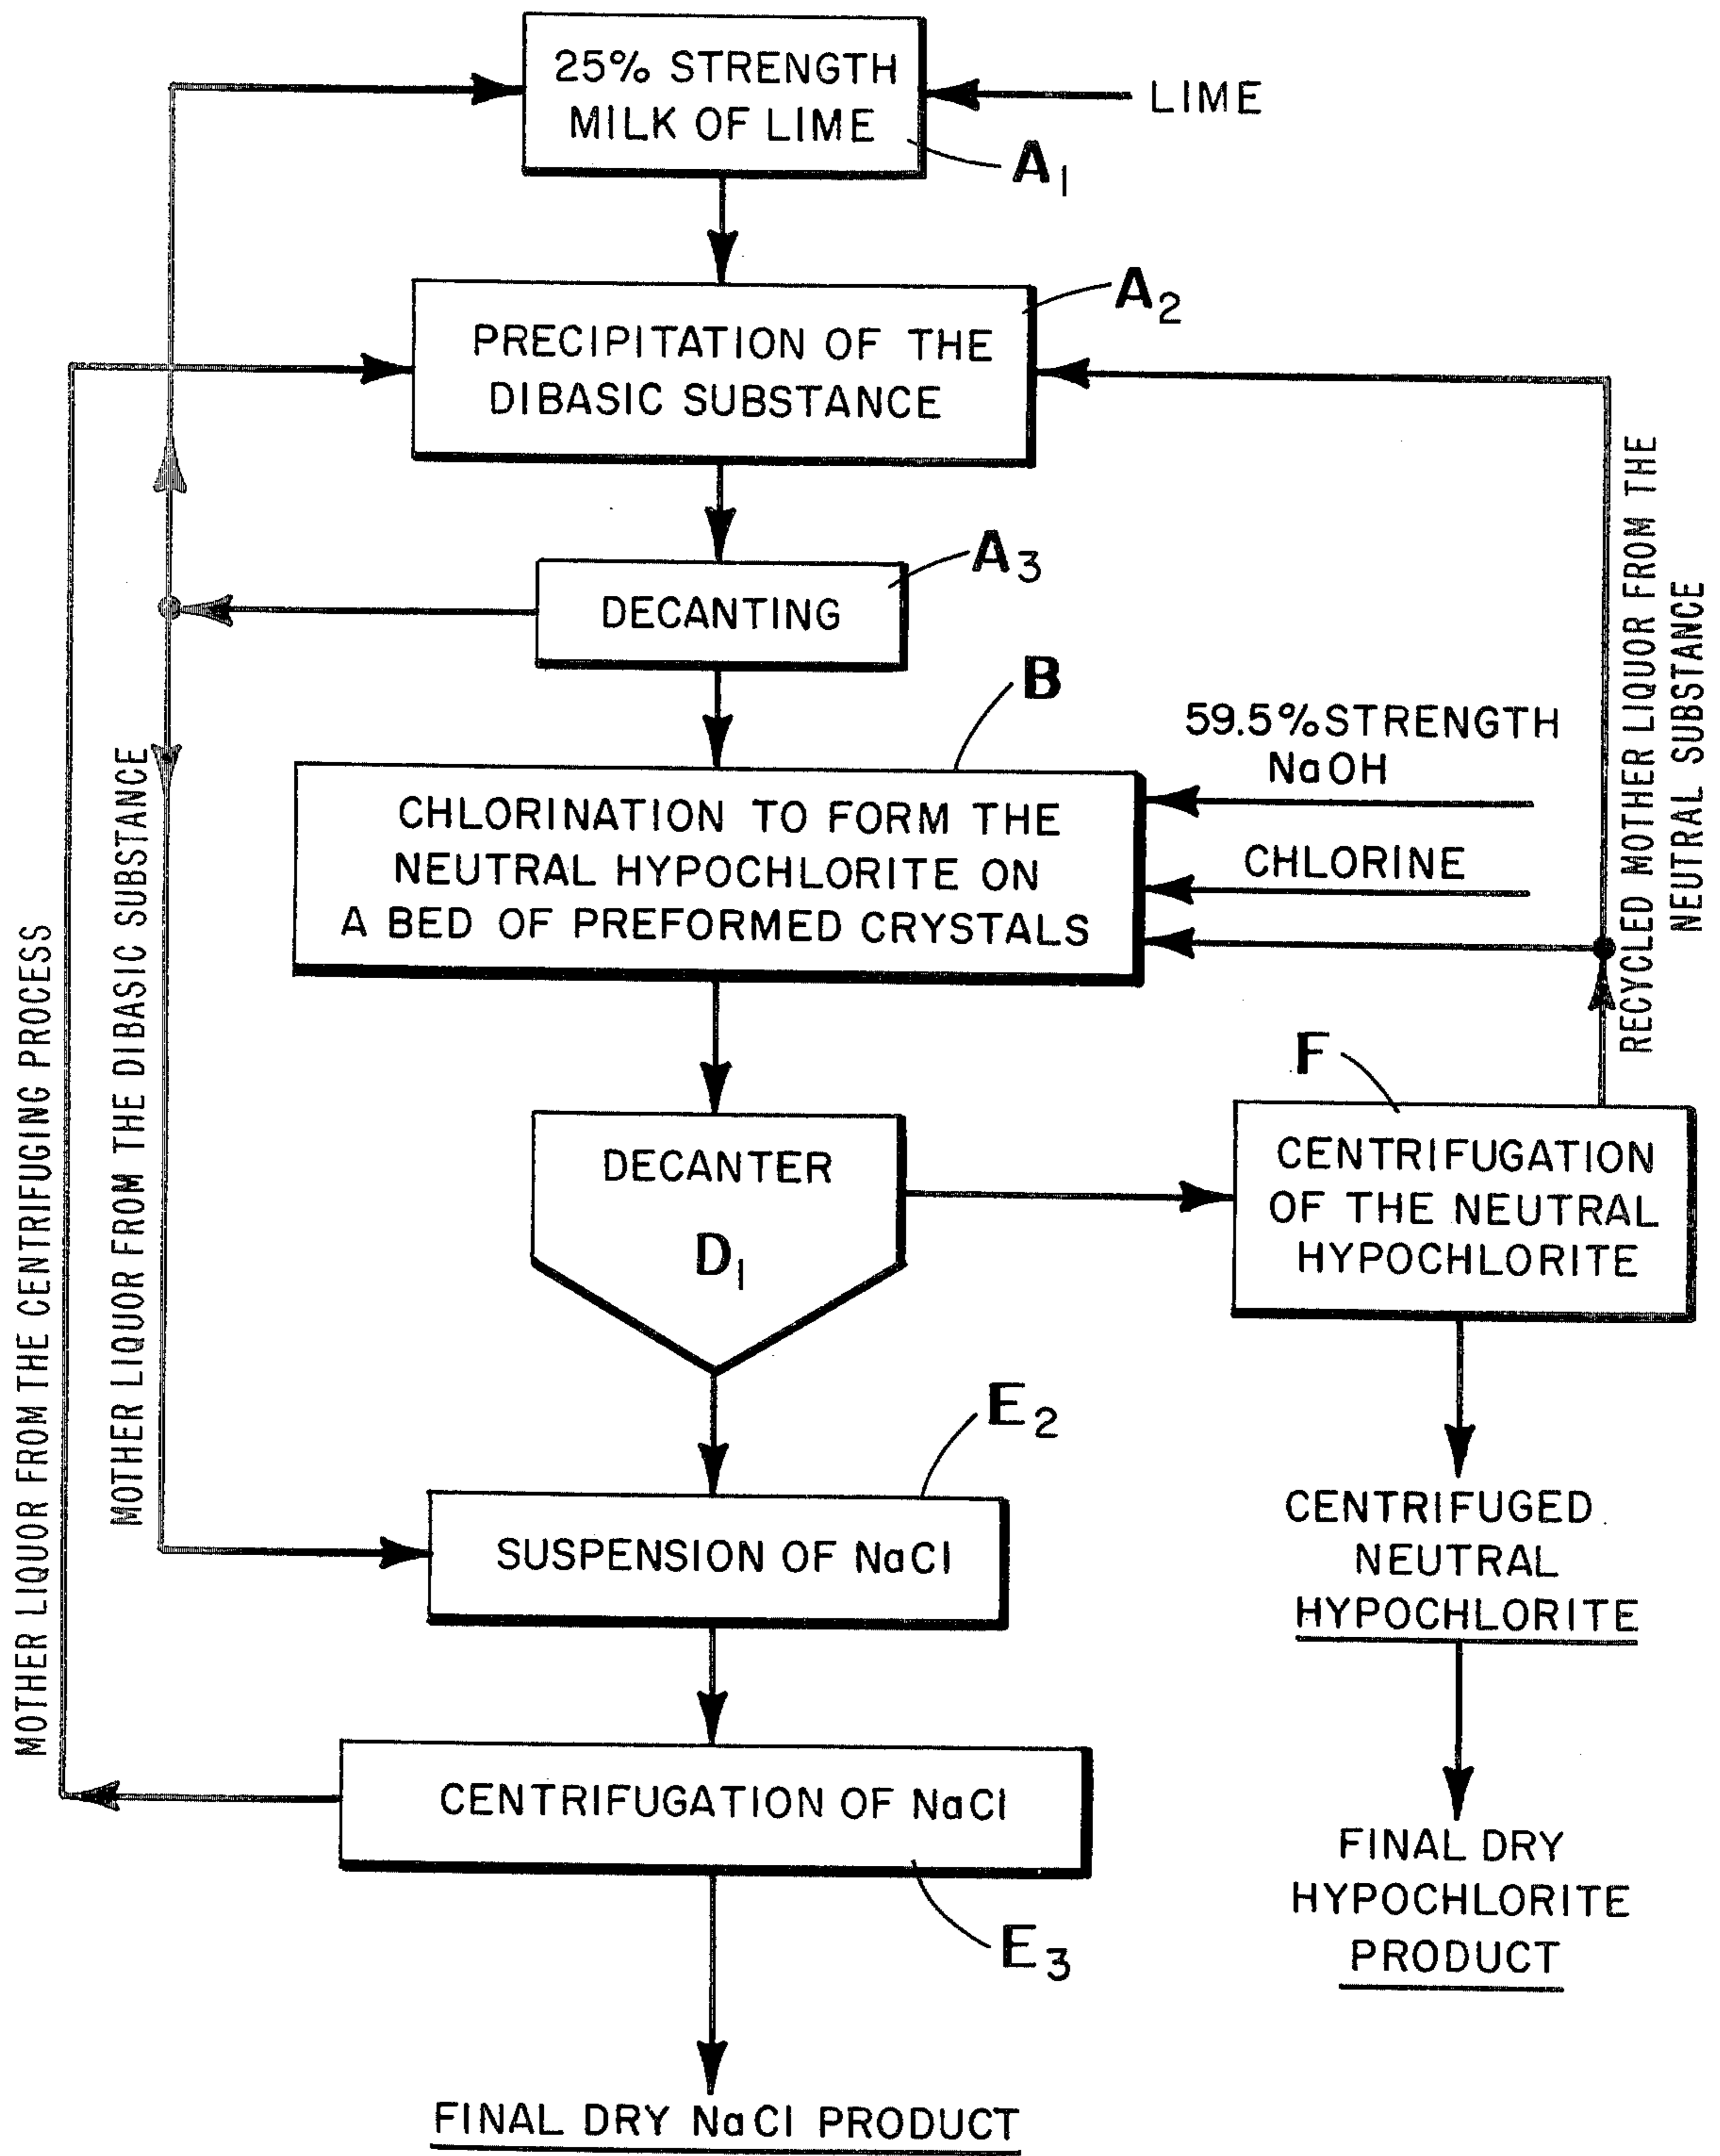 25% STRENGTH
MILK OF LIME
LIME
A1
PRECIPITATION OF THE
DIBASIC SUBSTANCE
A2
DECANTING
A3
B
59.5% STRENGTH
NaOH
CHLORINE
CHLORINATION TO FORM THE
NEUTRAL HYPOCHLORITE ON
A BED OF PREFORMED CRYSTALS
RECYCLED MOTHER LIQUOR FROM THE
NEUTRAL SUBSTANCE
MOTHER LIQUOR FROM THE CENTRIFUGING PROCESS
MOTHER LIQUOR FROM THE DIBASIC SUBSTANCE
DECANTER
D1
F
CENTRIFUGATION
OF THE NEUTRAL
HYPOCHLORITE
E2
SUSPENSION OF NaCl
CENTRIFUGED
NEUTRAL
HYPOCHLORITE
CENTRIFUGATION OF NaCl
E3
FINAL DRY
HYPOCHLORITE
PRODUCT
FINAL DRY NaCl PRODUCT